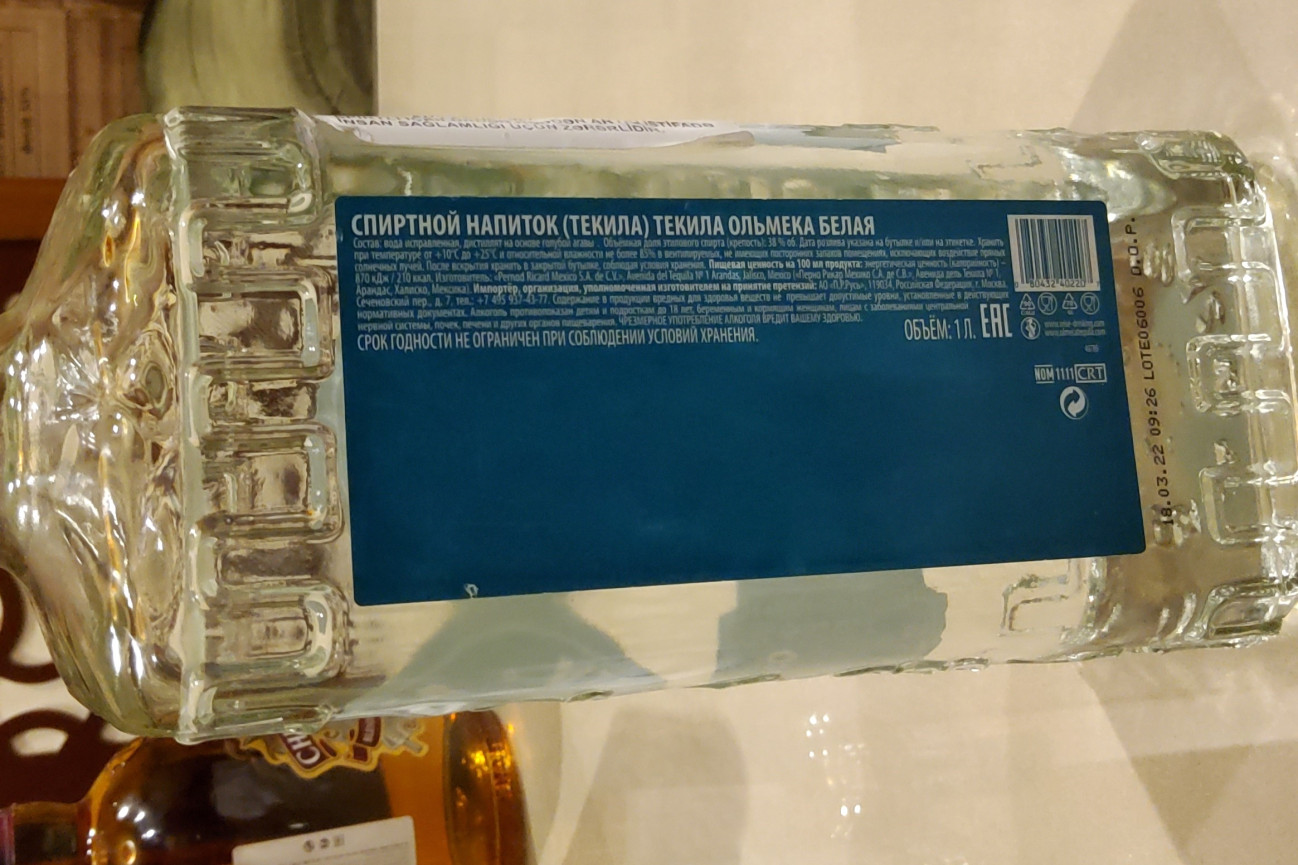 İNSAN SAĞLAMLIĞI ÜÇÜN ZƏRƏRLİDİR.
СПИРТНОЙ НАПИТОК (ТЕКИЛА) ТЕКИЛА ОЛЬМЕКА БЕЛАЯ
Состав: вода исправленная, дистиллят на основе голубой агавы. Объёмная доля этилового спирта (крепость): 38 % об. Дата розлива указана на бутылке и/или на этикетке. Хранить
при температуре от +10°C до +25°C и относительной влажности не более 85% в вентилируемых, не имеющих посторонних запахов помещениях, исключающих воздействие прямых
солнечных лучей. После вскрытия хранить в закрытой бутылке, соблюдая условия хранения. Пищевая ценность на 100 мл продукта: энергетическая ценность (калорийность) –
870 кДж / 210 ккал. Изготовитель: «Pernod Ricard Mexico S.A. de C.V.», Avenida del Tequila № 1 Arandas, Jalisco, Mexico («Перно Рикар Мехико С.А. де С.В.», Авенида дель Текила № 1,
Арандас, Халиско, Мексика). Импортёр, организация, уполномоченная изготовителем на принятие претензий: АО «П.Р.Русь», 119034, Российская Федерация, г. Москва,
Сеченовский пер., д. 7, тел.: +7 495 937-43-77. Содержание в продукции вредных для здоровья веществ не превышает допустимые уровни, установленные в действующих
нормативных документах. Алкоголь противопоказан детям и подросткам до 18 лет, беременным и кормящим женщинам, лицам с заболеваниями центральной
нервной системы, почек, печени и других органов пищеварения. ЧРЕЗМЕРНОЕ УПОТРЕБЛЕНИЕ АЛКОГОЛЯ ВРЕДИТ ВАШЕМУ ЗДОРОВЬЮ.
СРОК ГОДНОСТИ НЕ ОГРАНИЧЕН ПРИ СОБЛЮДЕНИИ УСЛОВИЙ ХРАНЕНИЯ.
ОБЪЁМ: 1 Л. EAC
NOM 1111 CRT
18.03.22 09:26 LOTE06006 D.O.P.